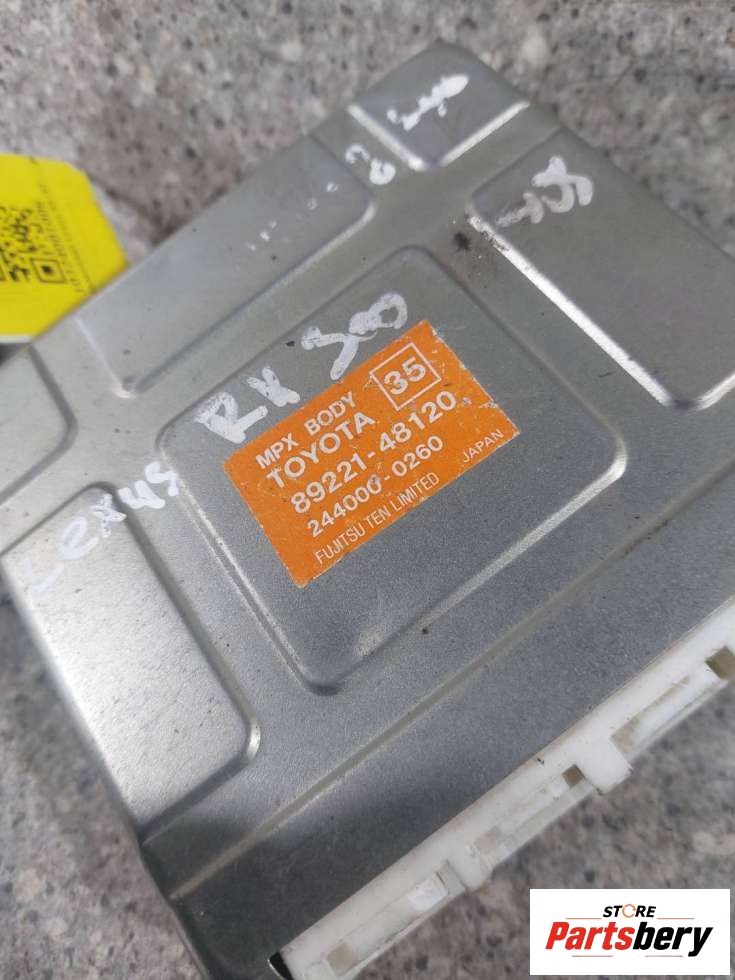 LexuS RX 300
MPX BODY
TOYOTA 35
89221-48120
244000-0260
FUJITSU TEN LIMITED JAPAN
STORE
Partsbery